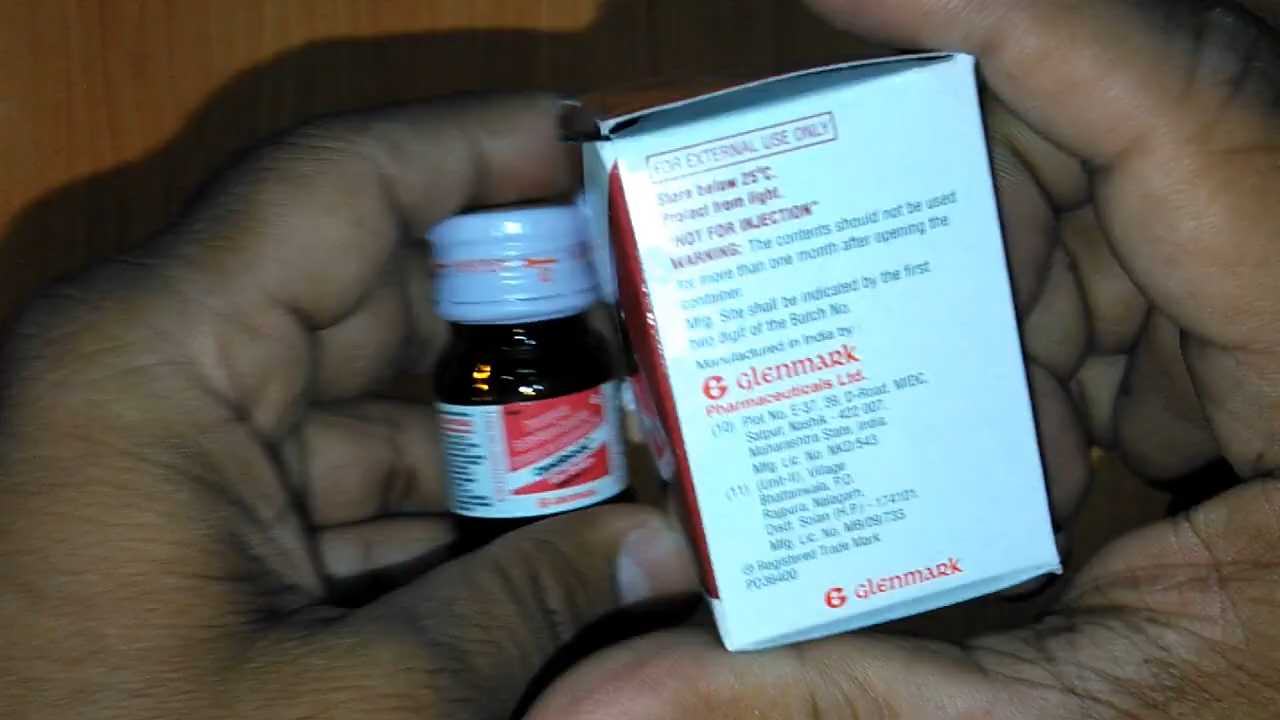 FOR EXTERNAL USE ONLY
Store below 25°C.
Protect from light.
"NOT FOR INJECTION"
WARNING: The contents should not be used
for more than one month after opening the
container.
Mfg. Site shall be indicated by the first
two digit of the Batch No.
Manufactured in India by :
Glenmark
Pharmaceuticals Ltd.
(10) Plot No. E-37, 39, D-Road, MIDC,
Satpur, Nashik - 422 007.
Maharashtra State, India.
Mfg. Lic. No. NKD/543.
(11) (Unit-II), Village
Bhattanwala, P.O.
Rajpura, Nalagarh,
Distt. Solan (H.P.) - 174101.
Mfg. Lic. No. MB/09/733
® Registered Trade Mark
P036400
Glenmark